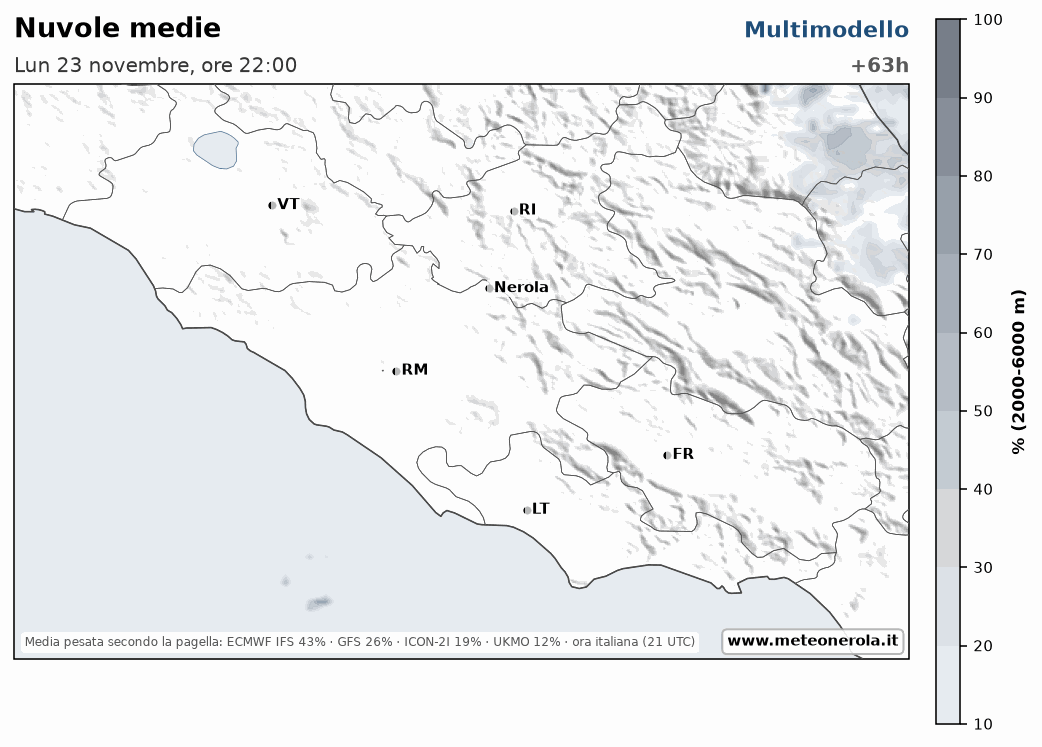 Nuvole medie
Multimodello
Lun 23 novembre, ore 22:00
+63h
100
90
80
70
60
50
40
30
20
10
% (2000-6000 m)
VT
RI
Nerola
RM
FR
LT
Media pesata secondo la pagella: ECMWF IFS 43% · GFS 26% · ICON-2I 19% · UKMO 12% · ora italiana (21 UTC)
www.meteonerola.it